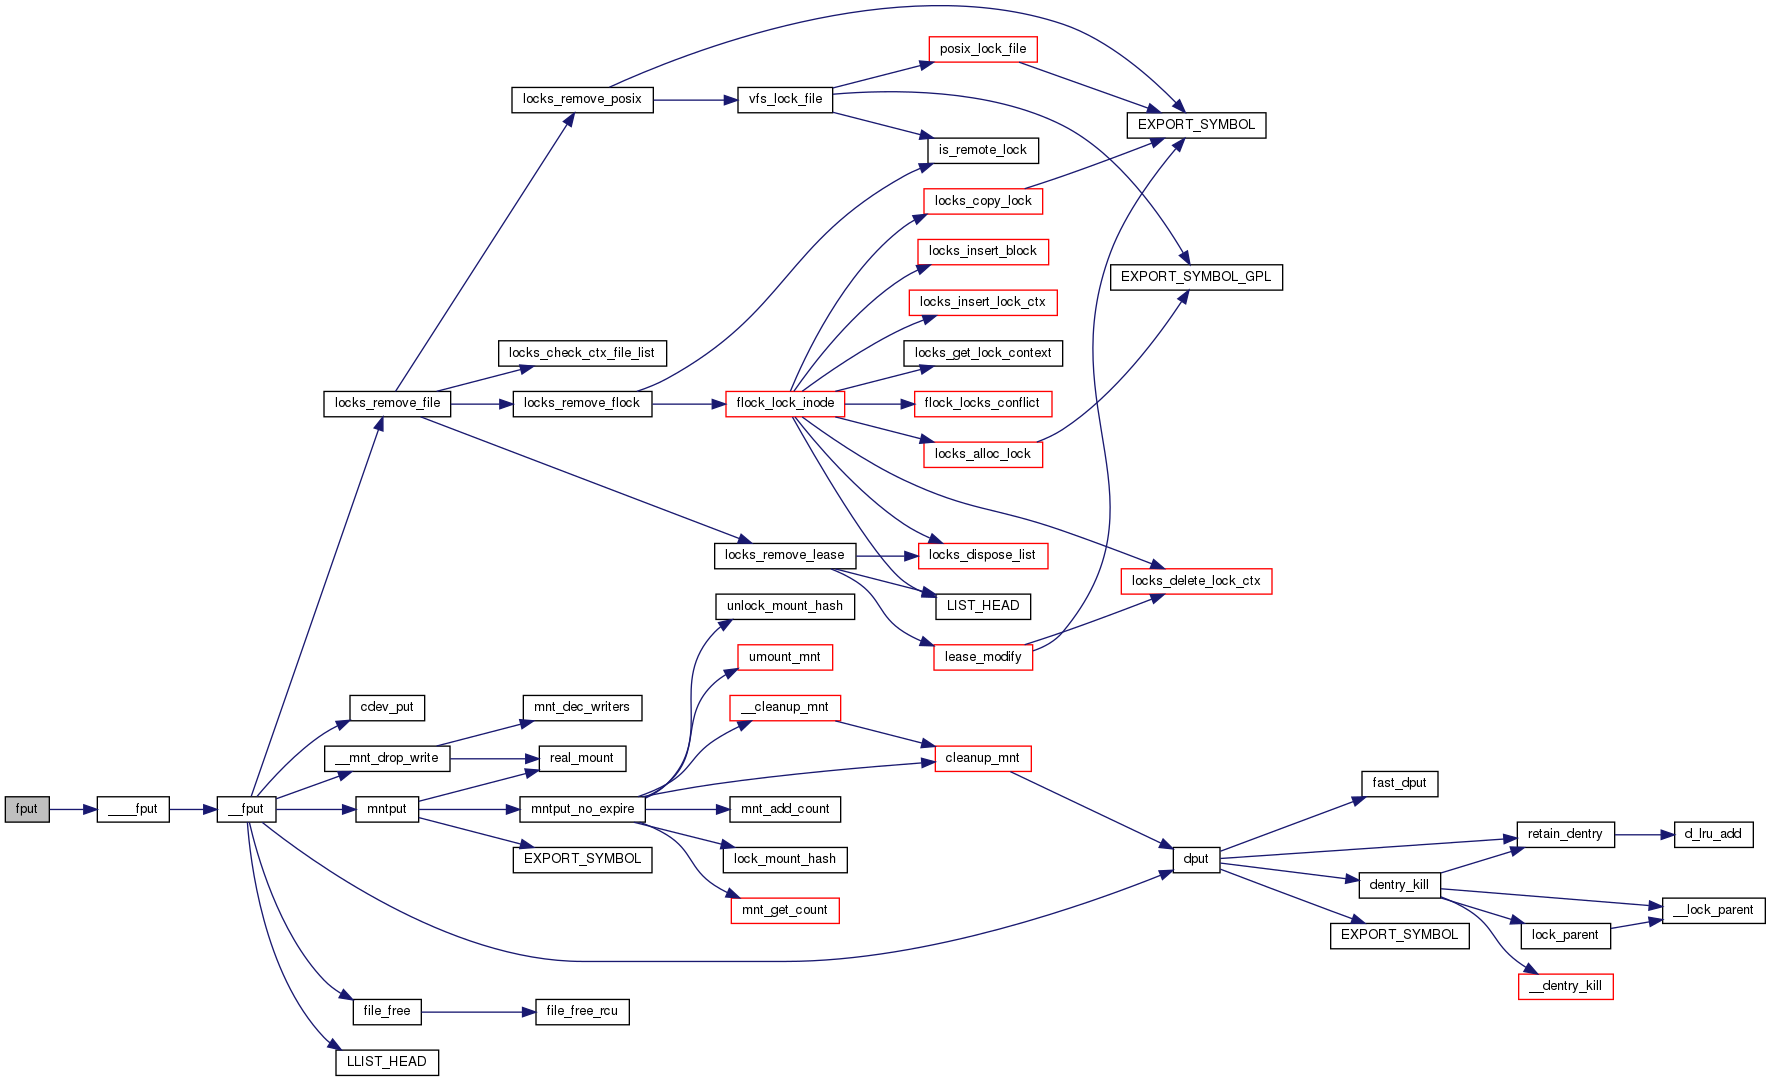 posix_lock_file
locks_remove_posix
vfs_lock_file
EXPORT_SYMBOL
is_remote_lock
locks_copy_lock
locks_insert_block
EXPORT_SYMBOL_GPL
locks_insert_lock_ctx
locks_check_ctx_file_list
locks_get_lock_context
locks_remove_file
locks_remove_flock
flock_lock_inode
flock_locks_conflict
locks_alloc_lock
locks_remove_lease
locks_dispose_list
locks_delete_lock_ctx
unlock_mount_hash
LIST_HEAD
umount_mnt
lease_modify
cdev_put
mnt_dec_writers
__cleanup_mnt
__mnt_drop_write
real_mount
cleanup_mnt
fast_dput
fput
____fput
__fput
mntput
mntput_no_expire
mnt_add_count
retain_dentry
d_lru_add
EXPORT_SYMBOL
lock_mount_hash
dput
dentry_kill
mnt_get_count
__lock_parent
EXPORT_SYMBOL
lock_parent
__dentry_kill
file_free
file_free_rcu
LLIST_HEAD